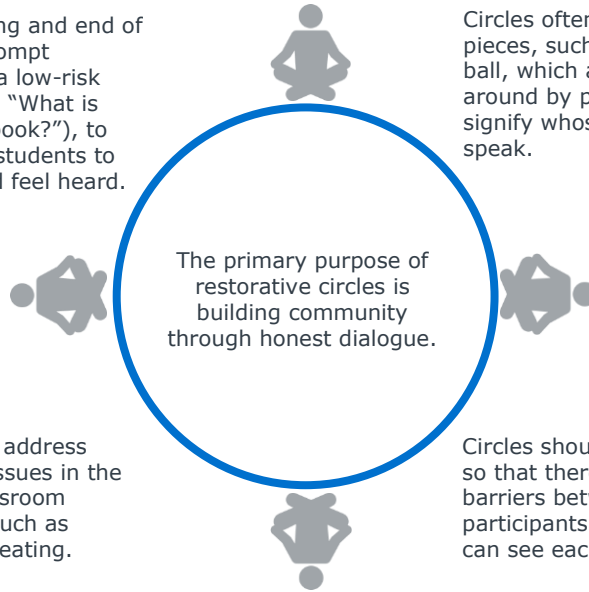 ing and end of
ompt
a low-risk
“What is
ook?”), to
students to
l feel heard.
Circles often
pieces, such
ball, which a
around by p
signify whos
speak.
The primary purpose of
restorative circles is
building community
through honest dialogue.
address
ssues in the
sroom
uch as
eating.
Circles shou
so that ther
barriers betw
participants
can see eac